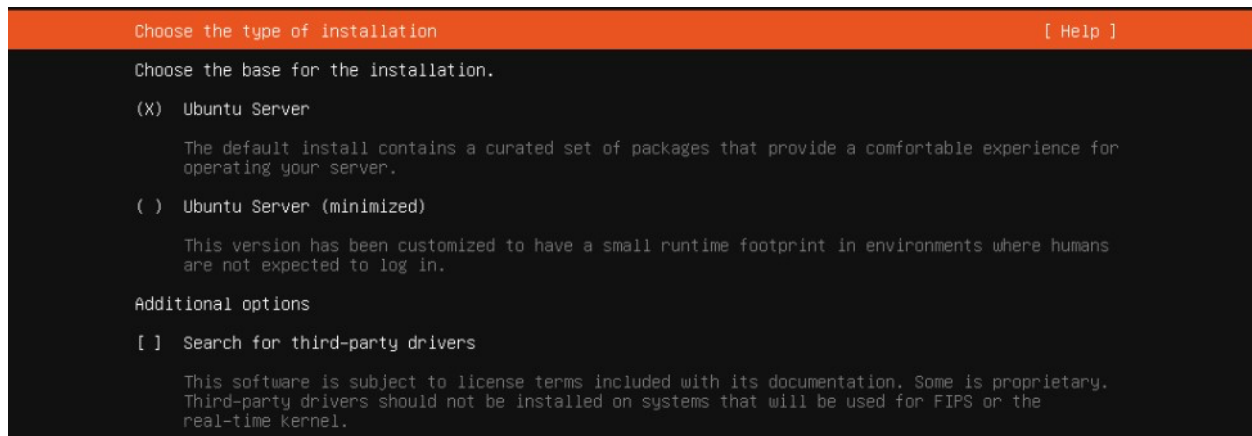 Choose the type of installation [ Help ]
Choose the base for the installation.
(X) Ubuntu Server
The default install contains a curated set of packages that provide a comfortable experience for
operating your server.
( ) Ubuntu Server (minimized)
This version has been customized to have a small runtime footprint in environments where humans
are not expected to log in.
Additional options
[ ] Search for third-party drivers
This software is subject to license terms included with its documentation. Some is proprietary.
Third-party drivers should not be installed on systems that will be used for FIPS or the
real-time kernel.